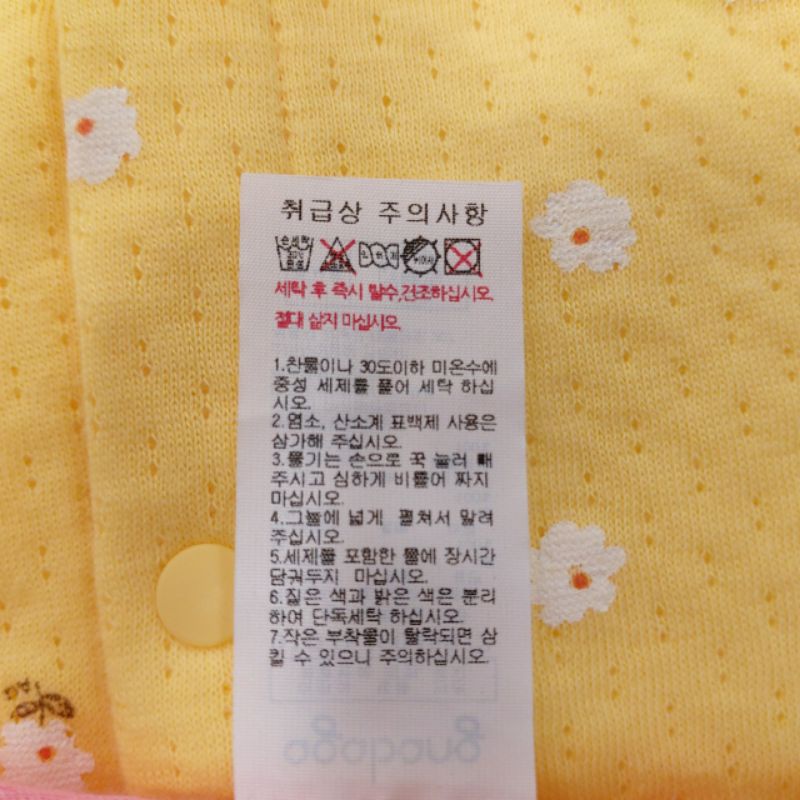 취급상 주의사항
세탁 후 즉시 탈수,건조하십시오.
절대 삶지 마십시오.
1.찬물이나 30도이하 미온수에
중성 세제를 풀어 세탁 하십
시오.
2.염소, 산소계 표백제 사용은
삼가해 주십시오.
3.물기는 손으로 꾹 눌러 빼
주시고 심하게 비틀어 짜지
마십시오.
4.그늘에 넓게 펼쳐서 말려
주십시오.
5.세제를 포함한 물에 장시간
담궈두지 마십시오.
6.짙은 색과 밝은 색은 분리
하여 단독세탁 하십시오.
7.작은 부착물이 탈락되면 삼
킬 수 있으니 주의하십시오.